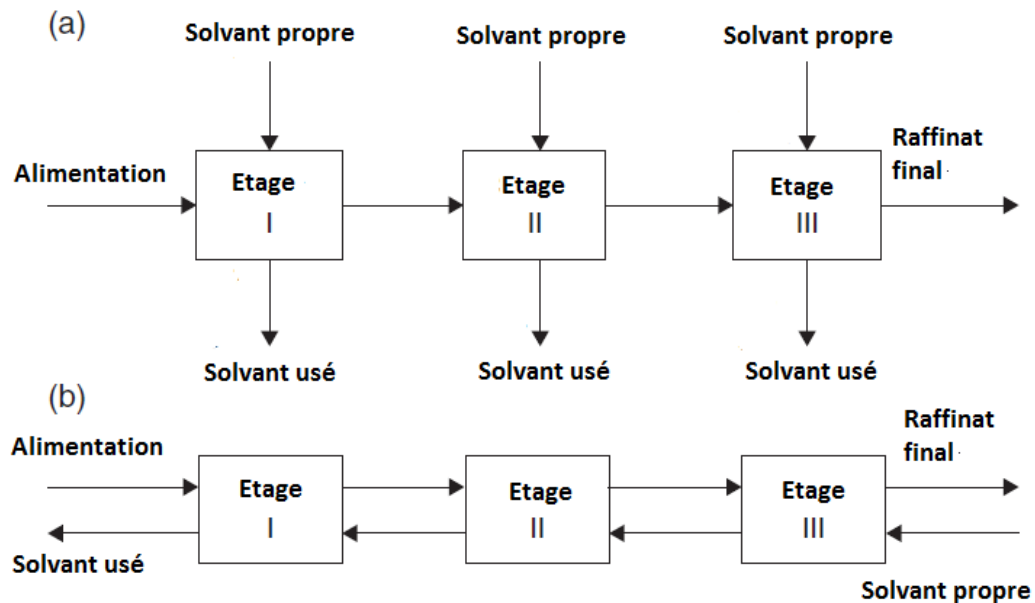 (a)
Solvant propre Solvant propre Solvant propre
Alimentation
Raffinat
final
Etage
I
Etage
II
Etage
III
Solvant usé Solvant usé Solvant usé
(b)
Alimentation
Raffinat
final
Etage
I
Etage
II
Etage
III
Solvant usé
Solvant propre